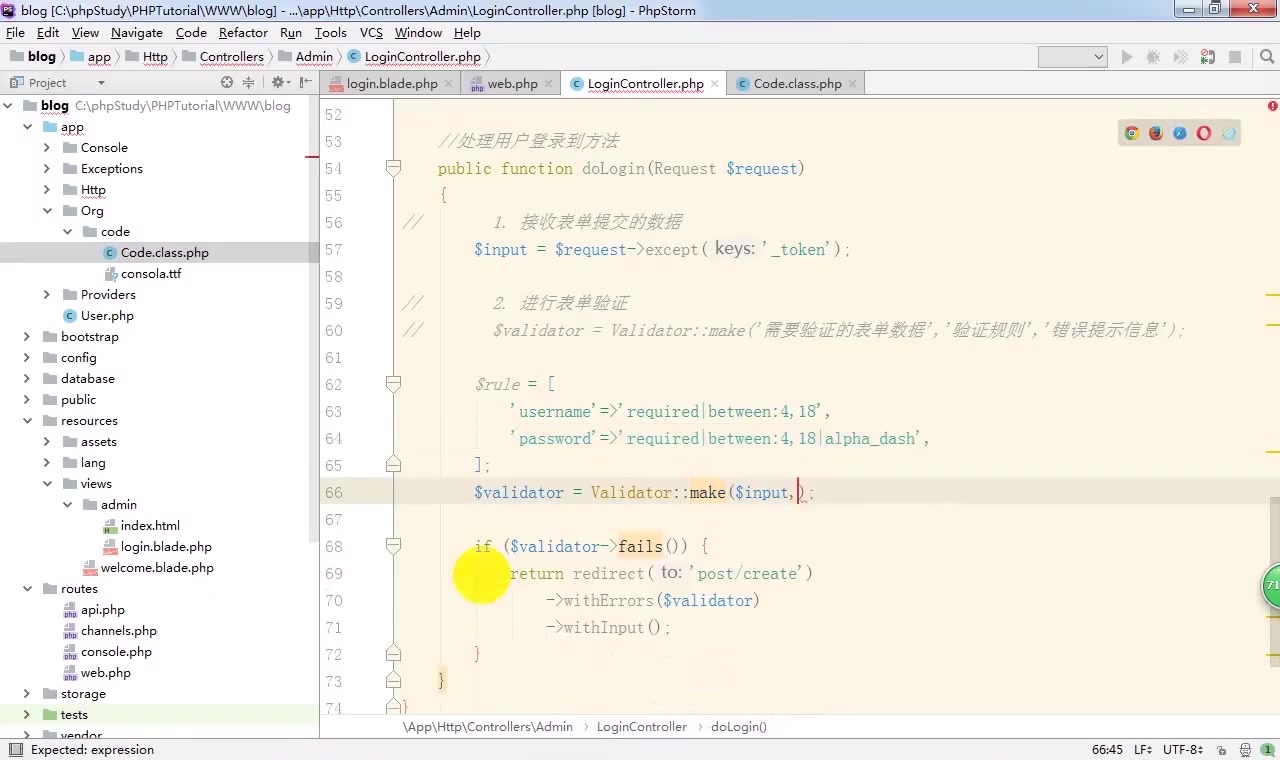 blog [C:\phpStudy\PHPTutorial\WWW\blog] - ...\app\Http\Controllers\Admin\LoginController.php [blog] - PhpStorm
File Edit View Navigate Code Refactor Run Tools VCS Window Help
blog app Http Controllers Admin LoginController.php
Project
login.blade.php web.php LoginController.php Code.class.php
blog C:\phpStudy\PHPTutorial\WWW\blog
app
Console
Exceptions
Http
Org
code
Code.class.php
consola.ttf
Providers
User.php
bootstrap
config
database
public
resources
assets
lang
views
admin
index.html
login.blade.php
welcome.blade.php
routes
api.php
channels.php
console.php
web.php
storage
tests
vendor
52
53 //处理用户登录到方法
54 public function doLogin(Request $request)
55 {
56 // 1. 接收表单提交的数据
57 $input = $request->except( keys: '_token');
58
59 // 2. 进行表单验证
60 // $validator = Validator::make('需要验证的表单数据','验证规则','错误提示信息');
61
62 $rule = [
63 'username'=>'required|between:4,18',
64 'password'=>'required|between:4,18|alpha_dash',
65 ];
66 $validator = Validator::make($input,);
67
68 if ($validator->fails()) {
69 return redirect( to: 'post/create')
70 ->withErrors($validator)
71 ->withInput();
72 }
73 }
74 }
\App\Http\Controllers\Admin LoginController doLogin()
Expected: expression 66:45 LF UTF-8 1
71